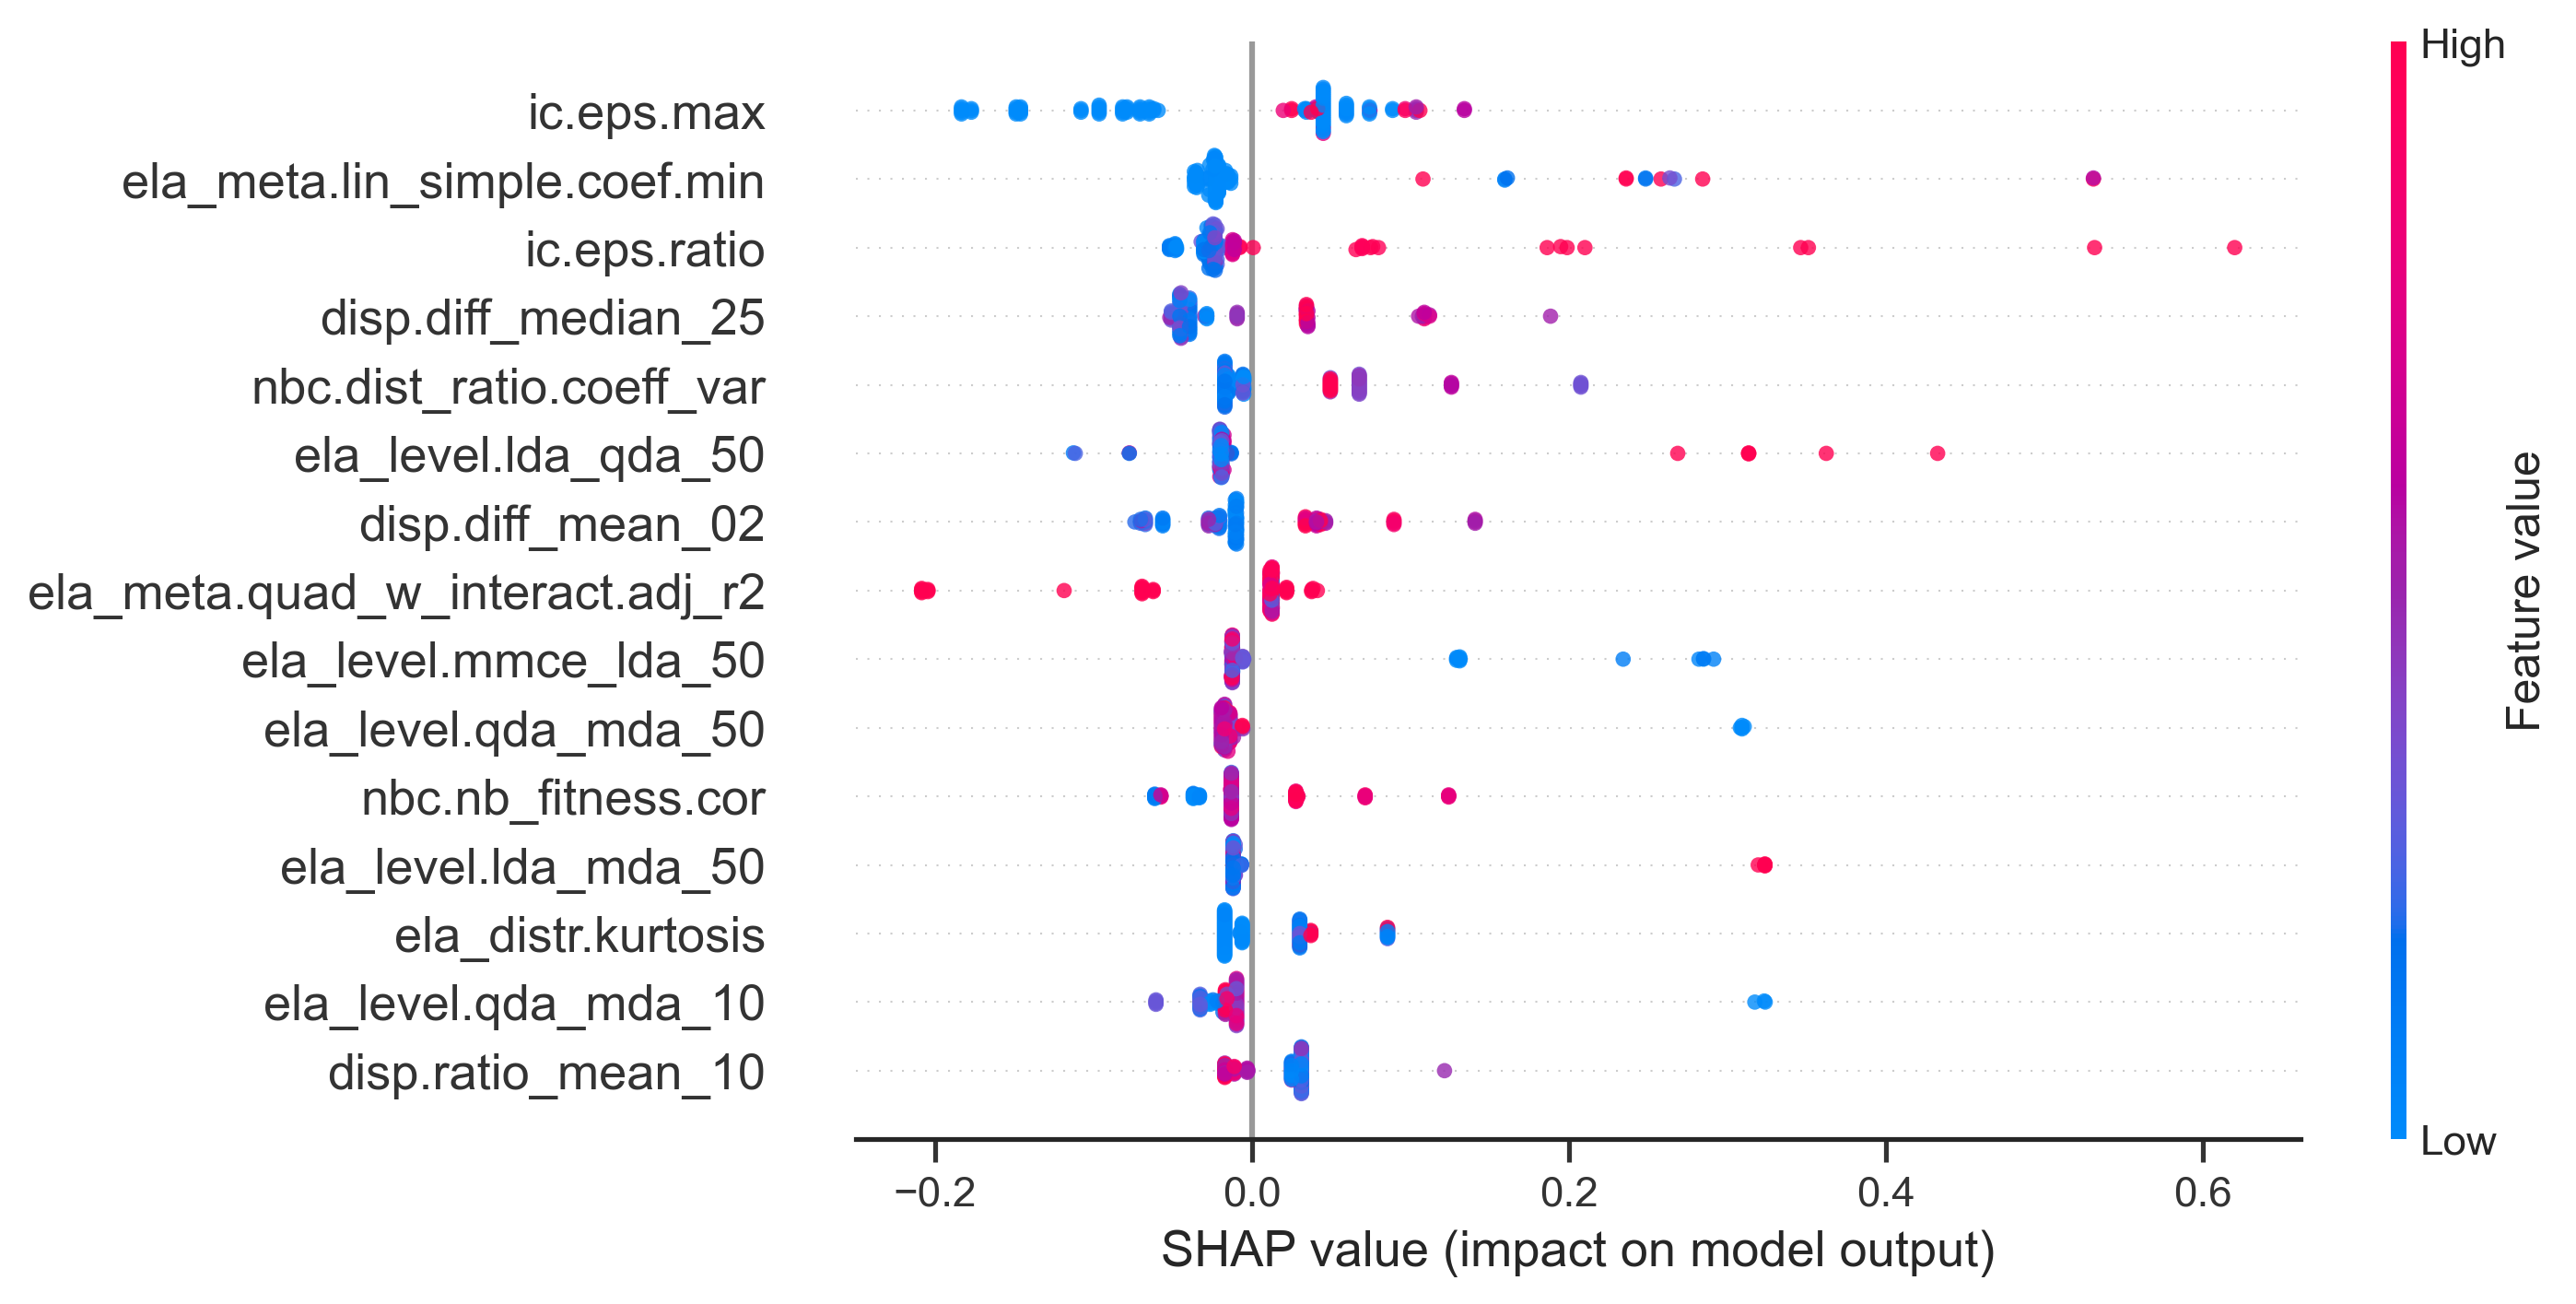 High
ic.eps.max
ela_meta.lin_simple.coef.min
ic.eps.ratio
disp.diff_median_25
nbc.dist_ratio.coeff_var
ela_level.lda_qda_50
disp.diff_mean_02
ela_meta.quad_w_interact.adj_r2
ela_level.mmce_lda_50
ela_level.qda_mda_50
nbc.nb_fitness.cor
ela_level.lda_mda_50
ela_distr.kurtosis
ela_level.qda_mda_10
disp.ratio_mean_10
Feature value
Low
−0.2 0.0 0.2 0.4 0.6
SHAP value (impact on model output)